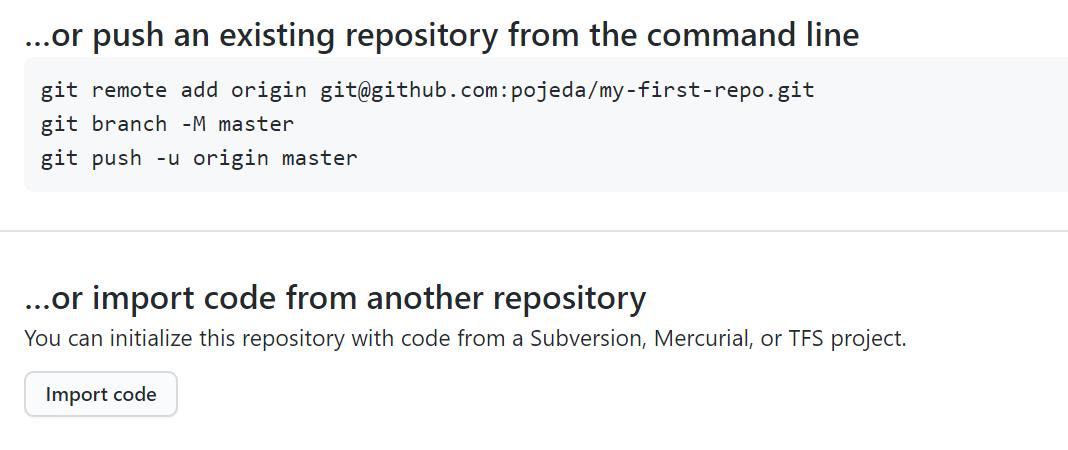 ...or push an existing repository from the command line
git remote add origin git@github.com:pojeda/my-first-repo.git
git branch -M master
git push -u origin master
...or import code from another repository
You can initialize this repository with code from a Subversion, Mercurial, or TFS project.
Import code